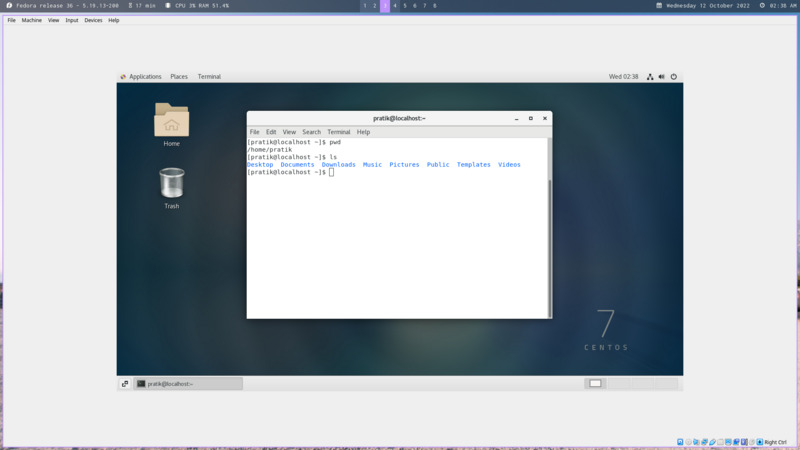 Fedora release 36 - 5.19.13-200 17 min CPU 3% RAM 51.4% 1 2 3 4 5 6 7 8 Wednesday 12 October 2022 02:38 AM
File Machine View Input Devices Help
Applications Places Terminal Wed 02:38
Home
Trash
pratik@localhost:~
File Edit View Search Terminal Help
[pratik@localhost ~]$ pwd
/home/pratik
[pratik@localhost ~]$ ls
Desktop Documents Downloads Music Pictures Public Templates Videos
[pratik@localhost ~]$
7
CENTOS
pratik@localhost:~
Right Ctrl